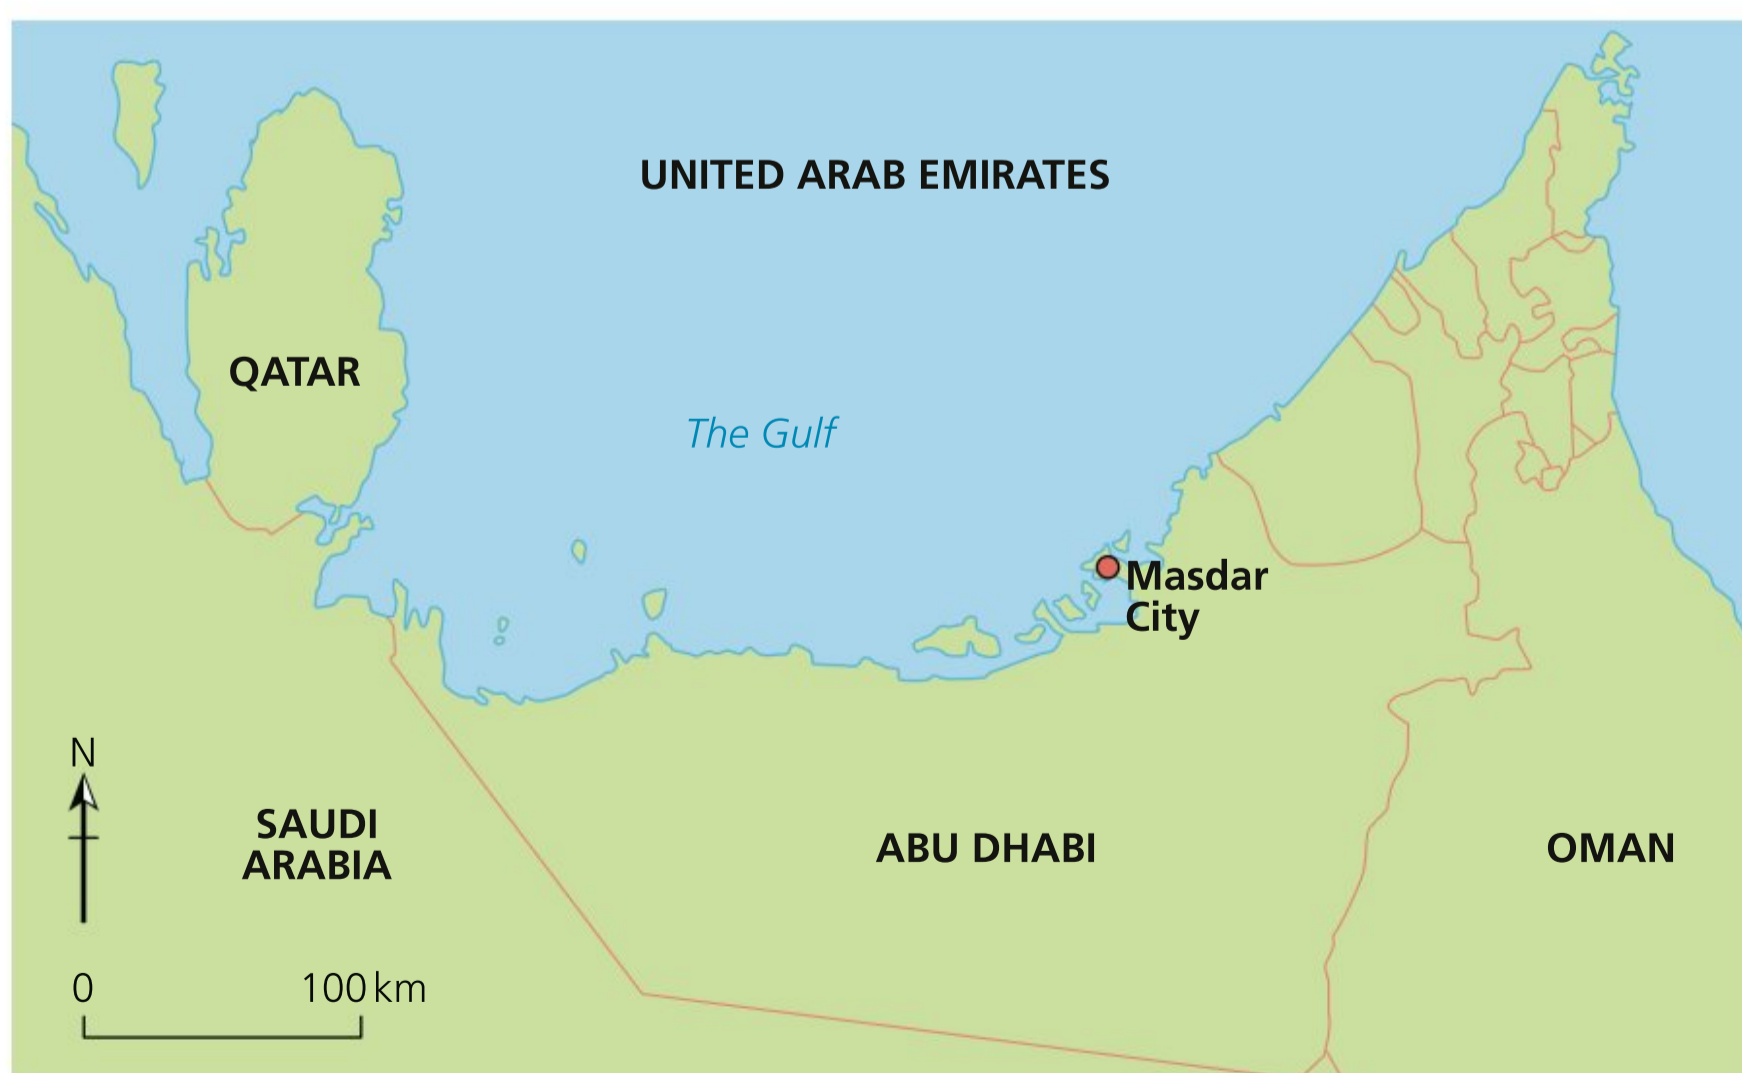 UNITED ARAB EMIRATES
QATAR
The Gulf
Masdar
City
N
SAUDI
ARABIA
ABU DHABI
OMAN
0 100 km